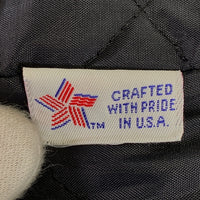 CRAFTED
WITH PRIDE
IN U.S.A.
TM